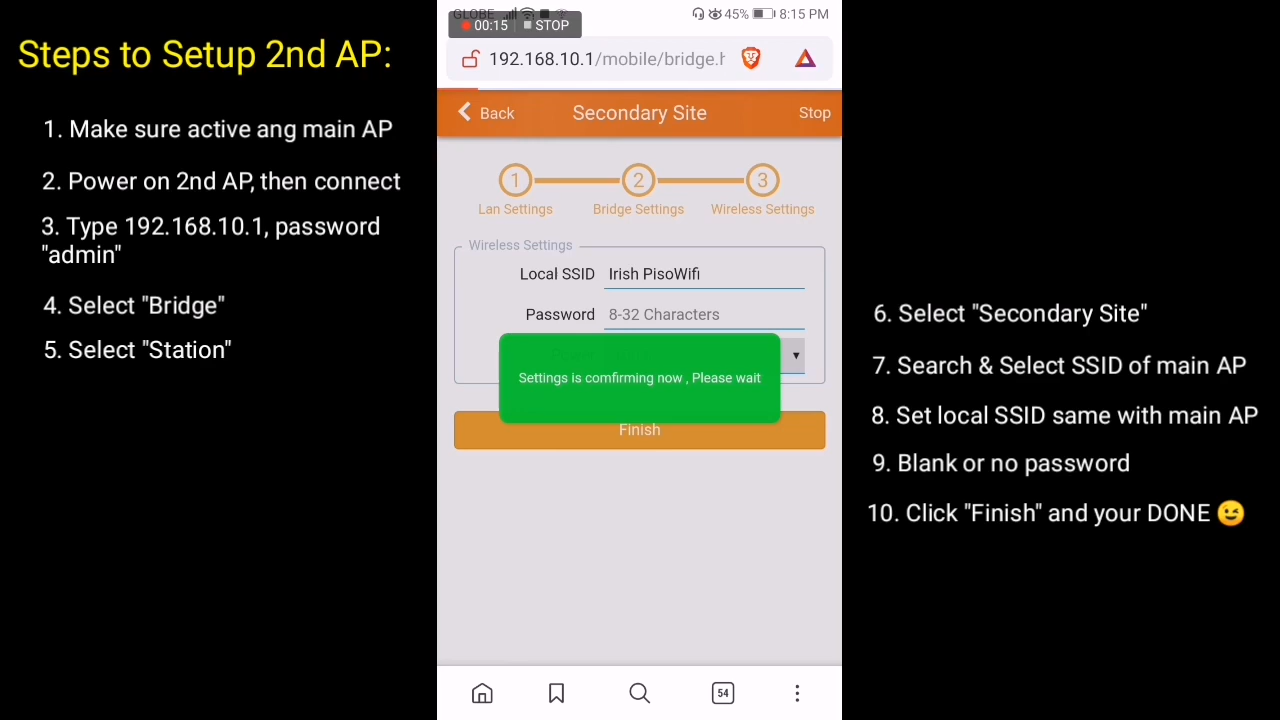 Steps to Setup 2nd AP:
1. Make sure active ang main AP
2. Power on 2nd AP, then connect
3. Type 192.168.10.1, password
"admin"
4. Select "Bridge"
5. Select "Station"
GLOBE
45% 8:15 PM
00:15 STOP
192.168.10.1/mobile/bridge.h
Back Secondary Site Stop
1 2 3
Lan Settings Bridge Settings Wireless Settings
Wireless Settings
Local SSID Irish PisoWifi
Password 8-32 Characters
Settings is comfirming now , Please wait
Finish
54
6. Select "Secondary Site"
7. Search & Select SSID of main AP
8. Set local SSID same with main AP
9. Blank or no password
10. Click "Finish" and your DONE 😉